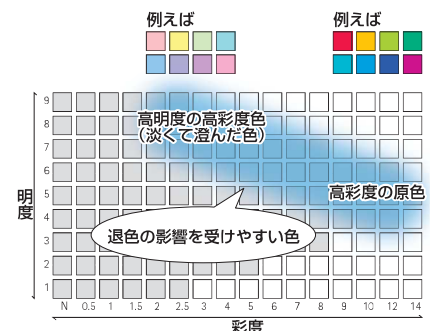 例えば
例えば
高明度の高彩度色
（淡くて澄んだ色）
高彩度の原色
退色の影響を受けやすい色
明度
9
8
7
6
5
4
3
2
1
N 0.5 1 1.5 2 2.5 3 4 5 6 7 8 9 10 12 14
彩度